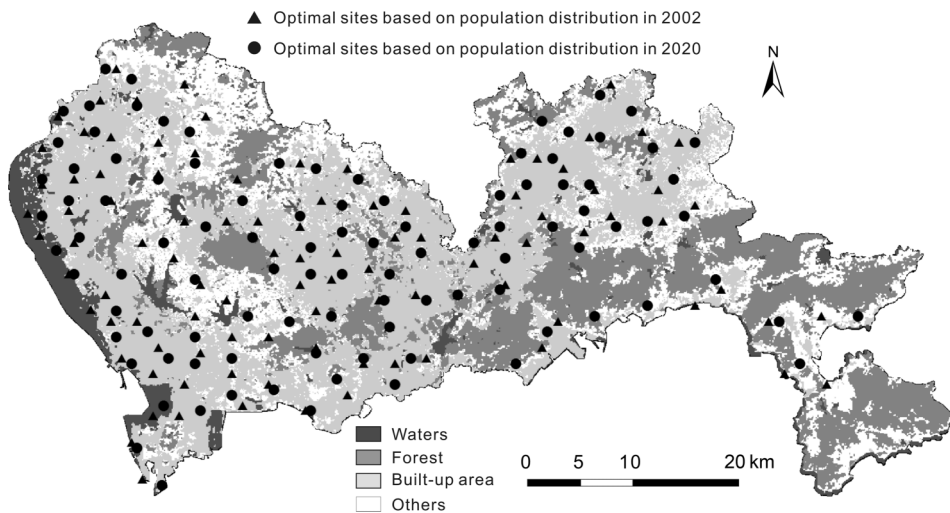 Optimal sites based on population distribution in 2002
Optimal sites based on population distribution in 2020
N
Waters
Forest
Built-up area
Others
0 5 10 20 km